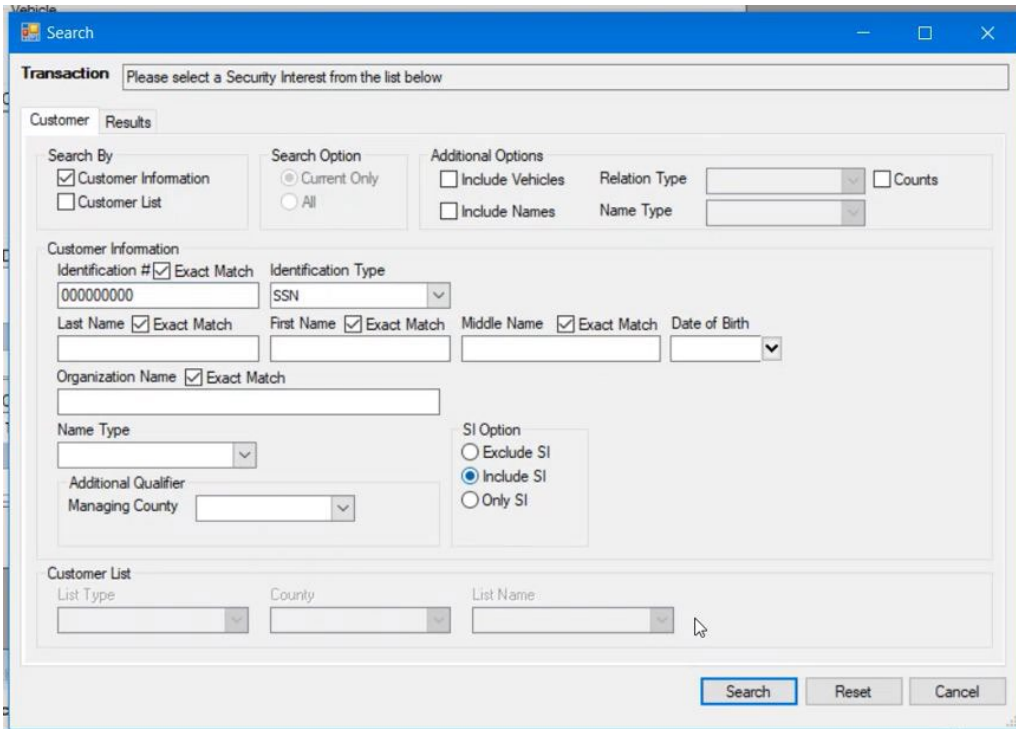 Vehicle
Search
Transaction Please select a Security Interest from the list below
Customer Results
Search By Search Option Additional Options
Customer Information Current Only Include Vehicles Relation Type Counts
Customer List All Include Names Name Type
Customer Information
Identification # Exact Match Identification Type
000000000 SSN
Last Name Exact Match First Name Exact Match Middle Name Exact Match Date of Birth
Organization Name Exact Match
Name Type SI Option
Exclude SI
Additional Qualifier Include SI
Managing County Only SI
Customer List
List Type County List Name
Search Reset Cancel